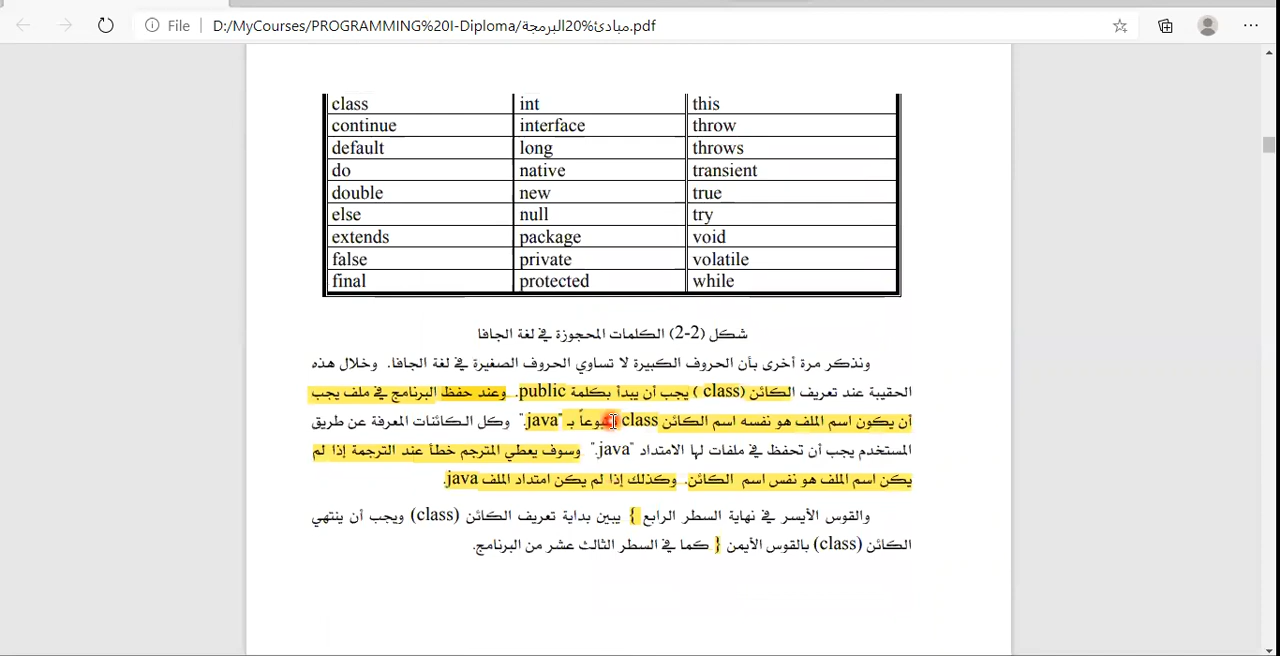 File D:/MyCourses/PROGRAMMING%20I-Diploma/مبادئ%20البرمجة.pdf
class int this
continue interface throw
default long throws
do native transient
double new true
else null try
extends package void
false private volatile
final protected while
شكل (2-2) الكلمات المحجوزة في لغة الجافا
ونذكر مرة أخرى بأن الحروف الكبيرة لا تساوي الحروف الصغيرة في لغة الجافا. وخلال هذه
الحقيبة عند تعريف الكائن (class ) يجب أن يبدأ بكلمة public. وعند حفظ البرنامج في ملف يجب
أن يكون اسم الملف هو نفسه اسم الكائن class بـ "java." وكل الكائنات المعرفة عن طريق
المستخدم يجب أن تحفظ في ملفات لها الامتداد "java." وسوف يعطي المترجم خطأ عند الترجمة إذا لم
يكن اسم الملف هو نفس اسم الكائن. وكذلك إذا لم يكن امتداد الملف java.
والقوس الأيسر في نهاية السطر الرابع { يبين بداية تعريف الكائن (class) ويجب أن ينتهي
الكائن (class) بالقوس الأيمن } كما في السطر الثالث عشر من البرنامج.